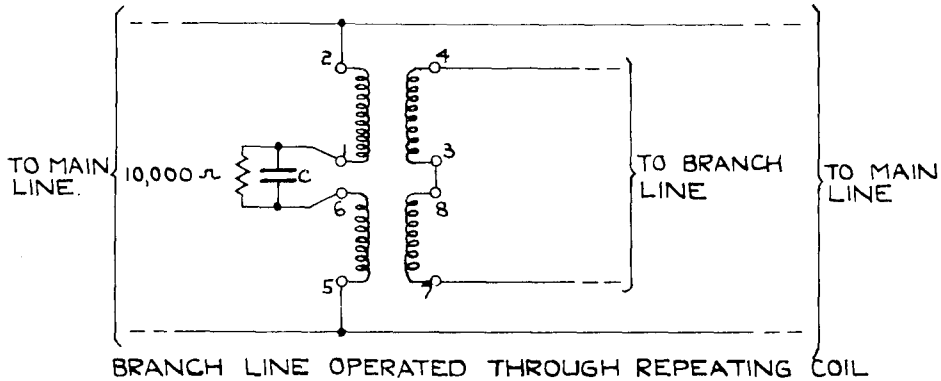 2
4
TO MAIN
LINE.
10,000 Ω
C
1
6
3
8
TO BRANCH
LINE
TO MAIN
LINE
5
7
BRANCH LINE OPERATED THROUGH REPEATING COIL